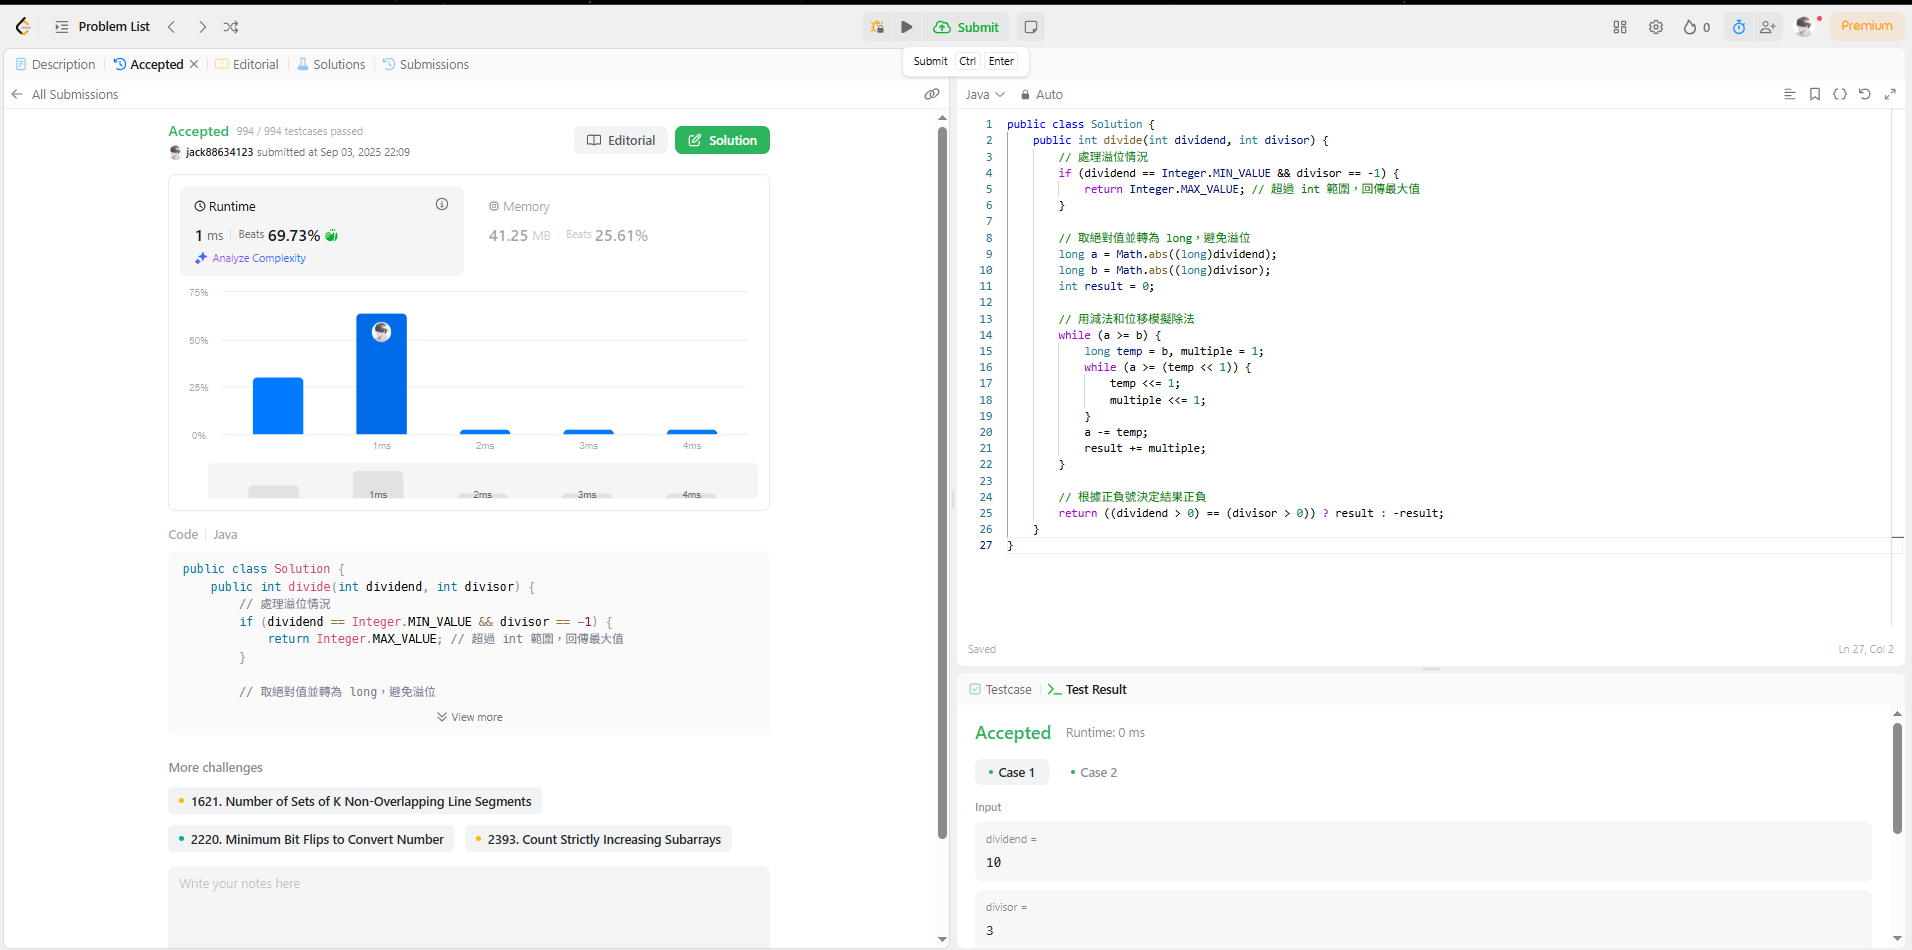 Problem List
Submit
0
Premium
Submit Ctrl Enter
Description
Accepted
Editorial
Solutions
Submissions
All Submissions
Accepted 994 / 994 testcases passed
jack88634123 submitted at Sep 03, 2025 22:09
Editorial
Solution
Runtime
1 ms Beats 69.73%
Analyze Complexity
Memory
41.25 MB Beats 25.61%
75%
50%
25%
0%
1ms 2ms 3ms 4ms
1ms 2ms 3ms 4ms
Code Java
public class Solution {
public int divide(int dividend, int divisor) {
// 處理溢位情況
if (dividend == Integer.MIN_VALUE && divisor == -1) {
return Integer.MAX_VALUE; // 超過 int 範圍，回傳最大值
}
// 取絕對值並轉為 long，避免溢位
View more
More challenges
1621. Number of Sets of K Non-Overlapping Line Segments
2220. Minimum Bit Flips to Convert Number
2393. Count Strictly Increasing Subarrays
Write your notes here
Java Auto
1 public class Solution {
2 public int divide(int dividend, int divisor) {
3 // 處理溢位情況
4 if (dividend == Integer.MIN_VALUE && divisor == -1) {
5 return Integer.MAX_VALUE; // 超過 int 範圍，回傳最大值
6 }
7
8 // 取絕對值並轉為 long，避免溢位
9 long a = Math.abs((long)dividend);
10 long b = Math.abs((long)divisor);
11 int result = 0;
12
13 // 用減法和位移模擬除法
14 while (a >= b) {
15 long temp = b, multiple = 1;
16 while (a >= (temp << 1)) {
17 temp <<= 1;
18 multiple <<= 1;
19 }
20 a -= temp;
21 result += multiple;
22 }
23
24 // 根據正負號決定結果正負
25 return ((dividend > 0) == (divisor > 0)) ? result : -result;
26 }
27 }
Saved
Ln 27, Col 2
Testcase
Test Result
Accepted Runtime: 0 ms
Case 1
Case 2
Input
dividend =
10
divisor =
3